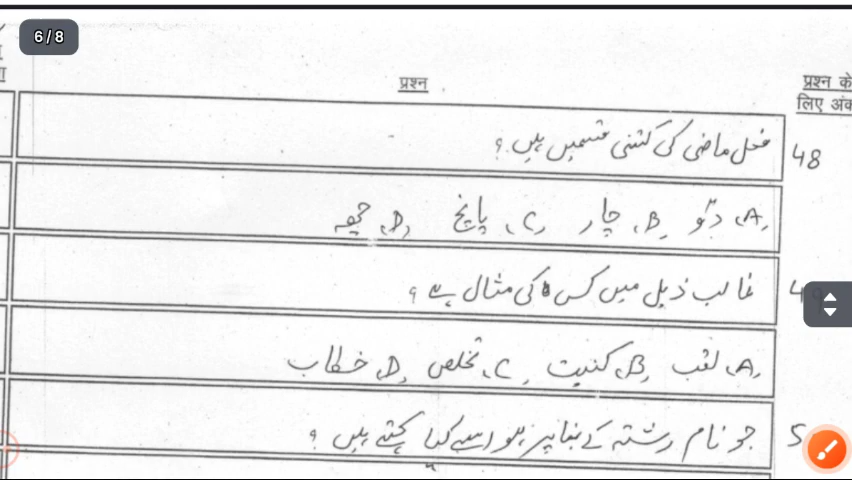 6/8
प्रश्न
प्रश्न के
लिए अंक
48 فعل ماضی کی کتنی قسمیں ہیں؟
A. دّو B. چار C. پانچ D. چھ
49 غالب ذیل میں کس کی مثال ہے؟
A. لقب B. کنیت C. تخلص D. خطاب
5 جو نام رشتہ کے بنا پر ہو اسے کیا کہتے ہیں؟